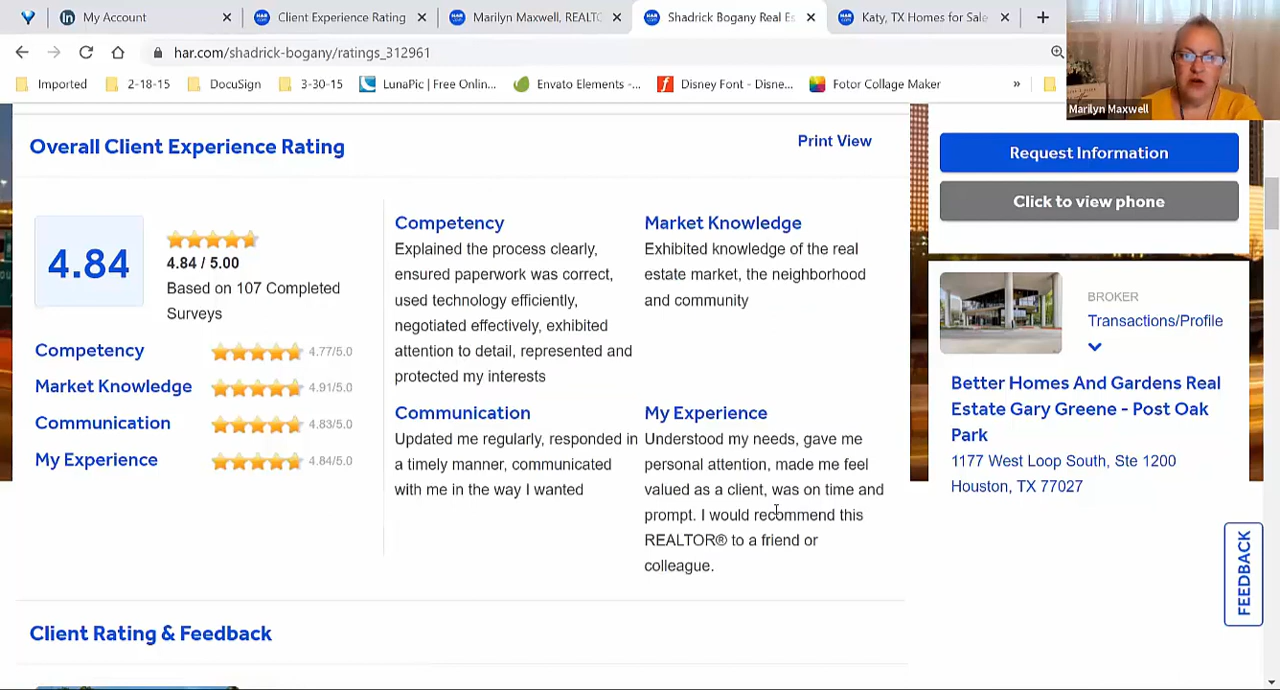 My Account
Client Experience Rating
Marilyn Maxwell, REALTC
Shadrick Bogany Real Es
Katy, TX Homes for Sale
har.com/shadrick-bogany/ratings_312961
Imported
2-18-15
DocuSign
3-30-15
LunaPic | Free Onlin...
Envato Elements -...
Disney Font - Disne...
Fotor Collage Maker
»
Marilyn Maxwell
Overall Client Experience Rating
Print View
4.84
4.84 / 5.00
Based on 107 Completed
Surveys
Competency 4.77/5.0
Market Knowledge 4.91/5.0
Communication 4.83/5.0
My Experience 4.84/5.0
Competency
Explained the process clearly,
ensured paperwork was correct,
used technology efficiently,
negotiated effectively, exhibited
attention to detail, represented and
protected my interests
Market Knowledge
Exhibited knowledge of the real
estate market, the neighborhood
and community
Communication
Updated me regularly, responded in
a timely manner, communicated
with me in the way I wanted
My Experience
Understood my needs, gave me
personal attention, made me feel
valued as a client, was on time and
prompt. I would recommend this
REALTOR® to a friend or
colleague.
Client Rating & Feedback
Request Information
Click to view phone
BROKER
Transactions/Profile
Better Homes And Gardens Real
Estate Gary Greene - Post Oak
Park
1177 West Loop South, Ste 1200
Houston, TX 77027
FEEDBACK